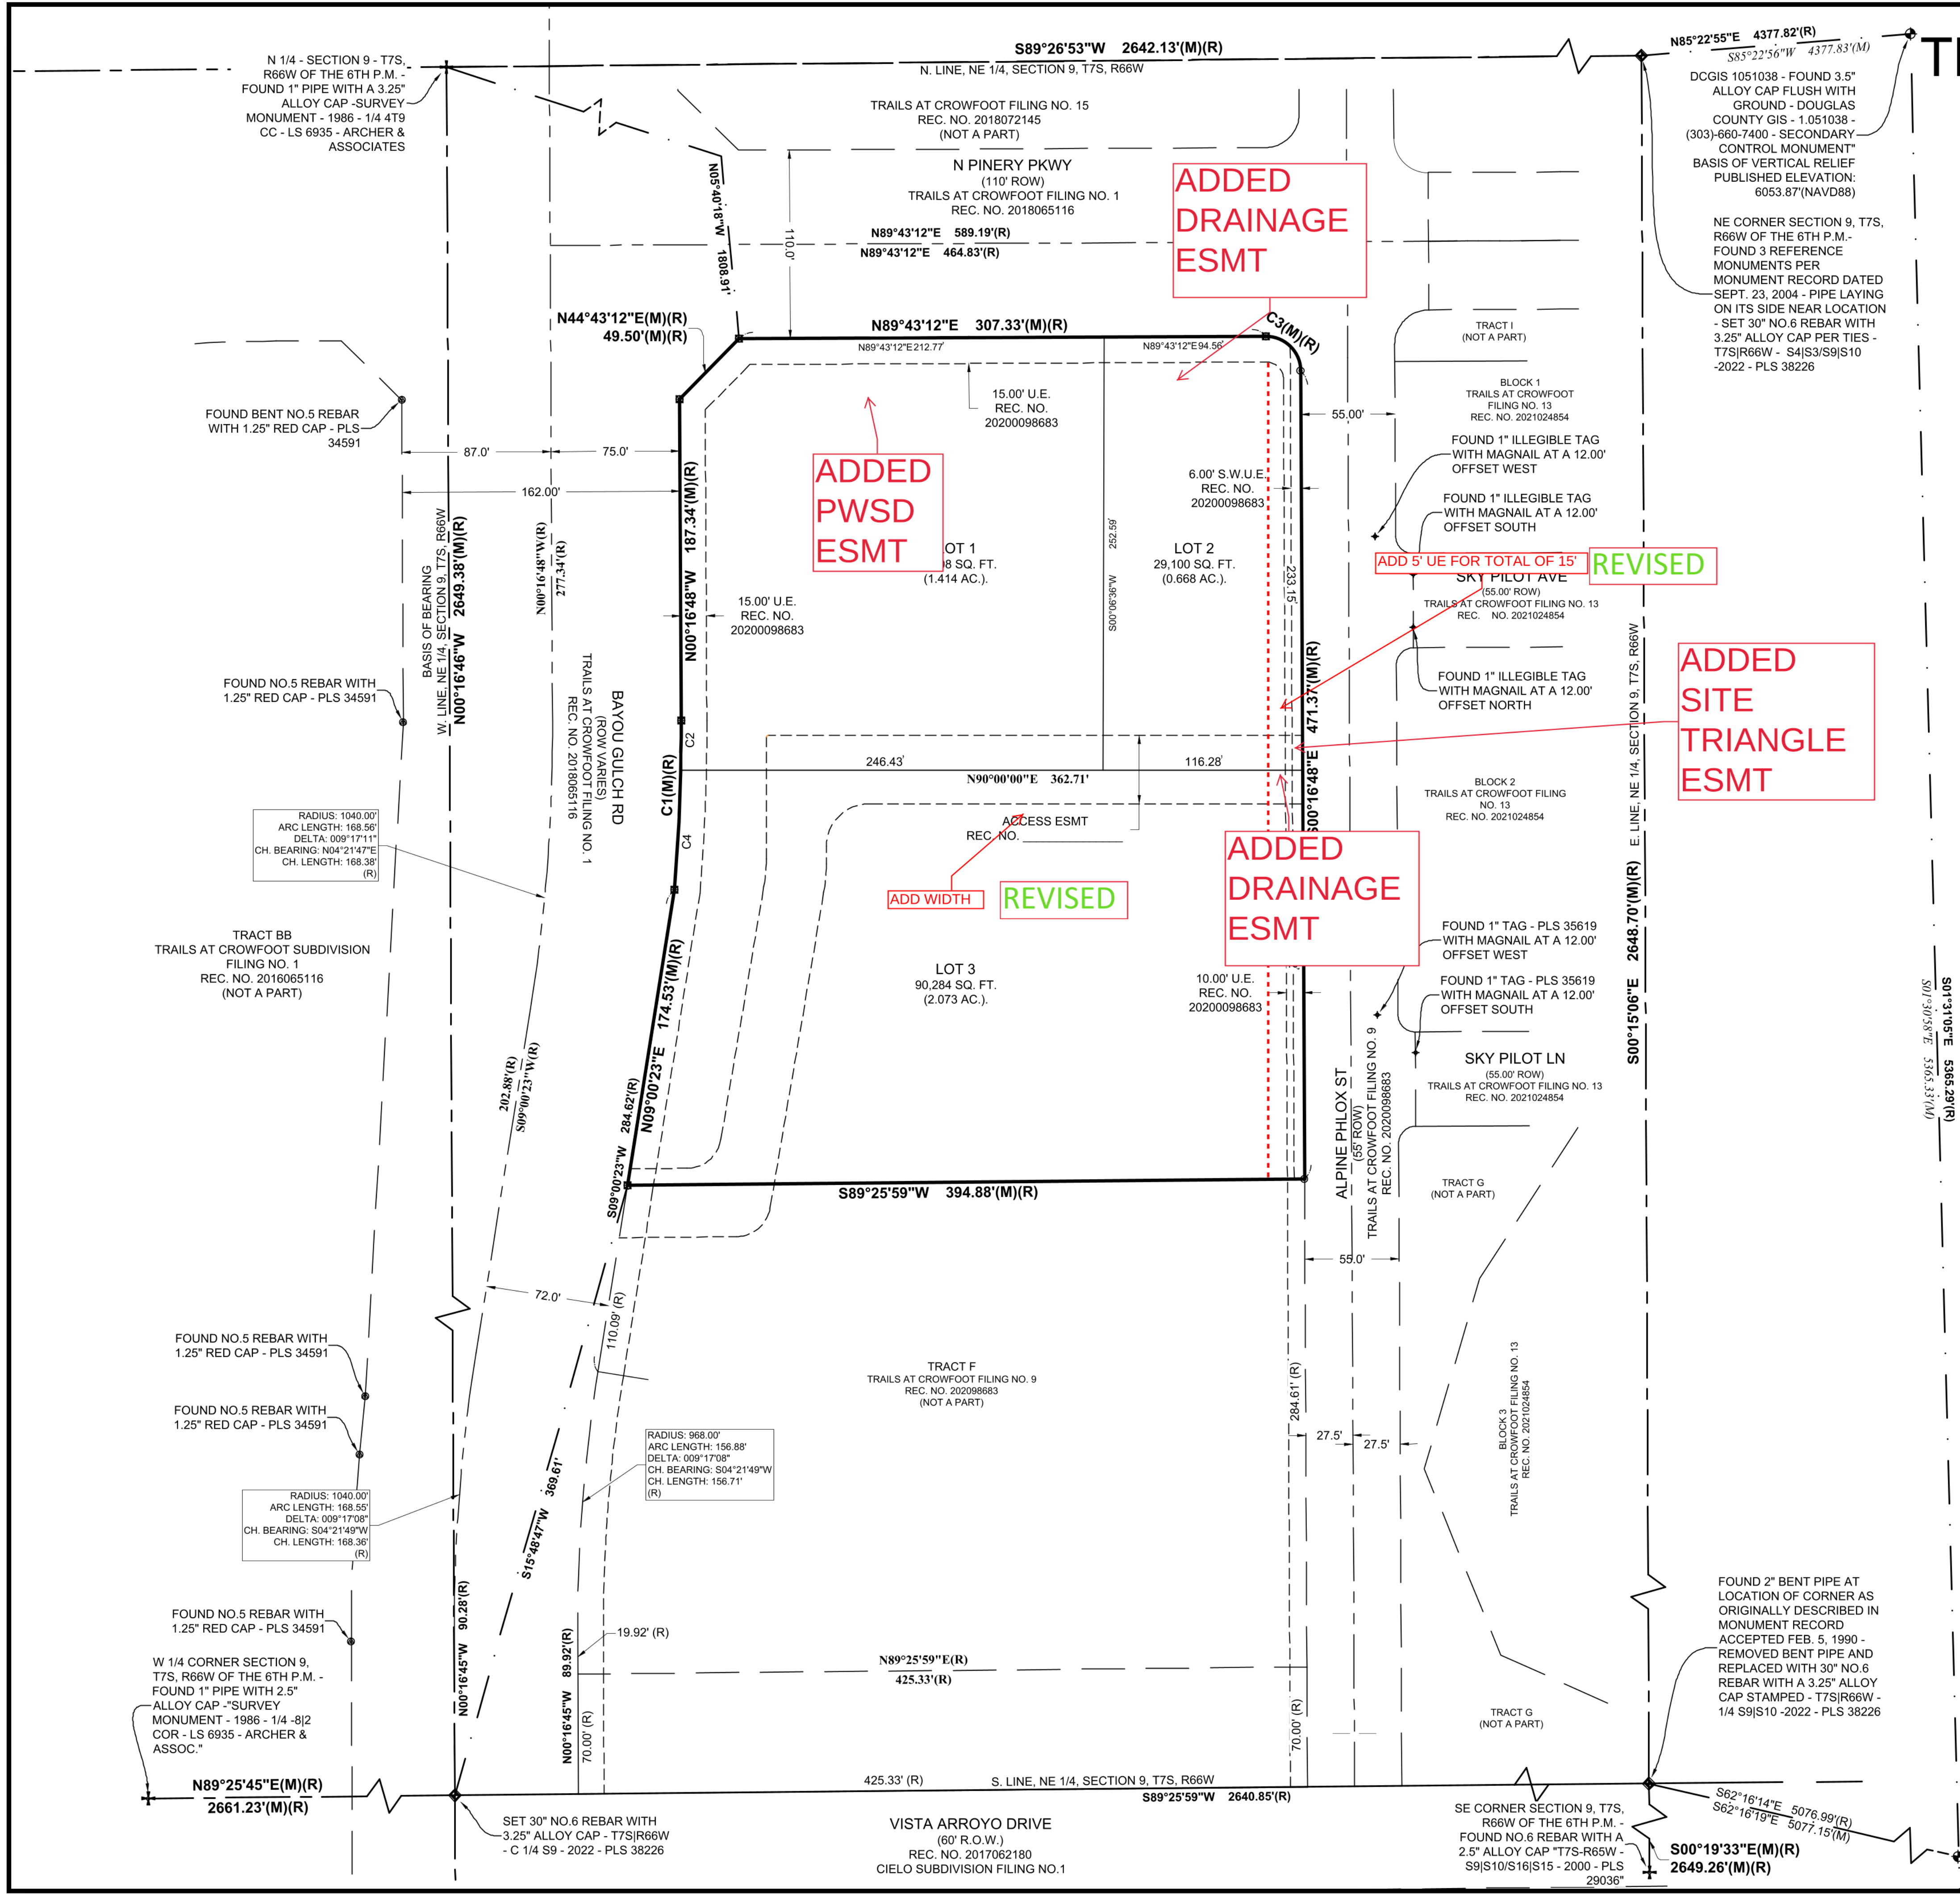 S89°26'53"W 2642.13'(M)(R)
N. LINE, NE 1/4, SECTION 9, T7S, R66W
N85°22'55"E 4377.82'(R)
S85°22'56"W 4377.83'(M)
N 1/4 - SECTION 9 - T7S,
R66W OF THE 6TH P.M. -
FOUND 1" PIPE WITH A 3.25"
ALLOY CAP -SURVEY
MONUMENT - 1986 - 1/4 4T9
CC - LS 6935 - ARCHER &
ASSOCIATES
TRAILS AT CROWFOOT FILING NO. 15
REC. NO. 2018072145
(NOT A PART)
N PINERY PKWY
(110' ROW)
TRAILS AT CROWFOOT FILING NO. 1
REC. NO. 2018065116
N89°43'12"E 589.19'(R)
N89°43'12"E 464.83'(R)
N05°40'18"W 1808.91'
110.0'
ADDED
DRAINAGE
ESMT
DCGIS 1051038 - FOUND 3.5"
ALLOY CAP FLUSH WITH
GROUND - DOUGLAS
COUNTY GIS - 1.051038 -
(303)-660-7400 - SECONDARY
CONTROL MONUMENT"
BASIS OF VERTICAL RELIEF
PUBLISHED ELEVATION:
6053.87'(NAVD88)
NE CORNER SECTION 9, T7S,
R66W OF THE 6TH P.M.-
FOUND 3 REFERENCE
MONUMENTS PER
MONUMENT RECORD DATED
SEPT. 23, 2004 - PIPE LAYING
ON ITS SIDE NEAR LOCATION
- SET 30" NO.6 REBAR WITH
3.25" ALLOY CAP PER TIES -
T7S|R66W - S4|S3/S9|S10
-2022 - PLS 38226
N44°43'12"E(M)(R)
49.50'(M)(R)
N89°43'12"E 307.33'(M)(R)
C3(M)(R)
N89°43'12"E 212.77'
N89°43'12"E 94.56'
TRACT I
(NOT A PART)
FOUND BENT NO.5 REBAR
WITH 1.25" RED CAP - PLS
34591
15.00' U.E.
REC. NO.
20200098683
BLOCK 1
TRAILS AT CROWFOOT
FILING NO. 13
REC. NO. 2021024854
55.00'
87.0'
75.0'
162.00'
ADDED
PWSD
ESMT
6.00' S.W.U.E.
REC. NO.
20200098683
FOUND 1" ILLEGIBLE TAG
WITH MAGNAIL AT A 12.00'
OFFSET WEST
FOUND 1" ILLEGIBLE TAG
WITH MAGNAIL AT A 12.00'
OFFSET SOUTH
BASIS OF BEARING
W. LINE, NE 1/4, SECTION 9, T7S, R66W
N00°16'46"W 2649.38'(M)(R)
N00°16'48"W(R)
277.34'(R)
N00°16'48"W 187.34'(M)(R)
OT 1
8 SQ. FT.
(1.414 AC.).
S00°06'36"W 252.59'
LOT 2
29,100 SQ. FT.
(0.668 AC.).
233.15'
ADD 5' UE FOR TOTAL OF 15'
REVISED
SKY PILOT AVE
(55.00' ROW)
TRAILS AT CROWFOOT FILING NO. 13
REC. NO. 2021024854
15.00' U.E.
REC. NO.
20200098683
FOUND NO.5 REBAR WITH
1.25" RED CAP - PLS 34591
BAYOU GULCH RD
(ROW VARIES)
TRAILS AT CROWFOOT FILING NO. 1
REC. NO. 2018065116
FOUND 1" ILLEGIBLE TAG
WITH MAGNAIL AT A 12.00'
OFFSET NORTH
ADDED
SITE
TRIANGLE
ESMT
E. LINE, NE 1/4, SECTION 9, T7S, R66W
S00°15'06"E 2648.70'(M)(R)
S00°16'48"E 471.37'(M)(R)
C1(M)(R)
C2
C4
246.43'
116.28'
N90°00'00"E 362.71'
ACCESS ESMT
REC. NO.
BLOCK 2
TRAILS AT CROWFOOT FILING
NO. 13
REC. NO. 2021024854
RADIUS: 1040.00'
ARC LENGTH: 168.56'
DELTA: 009°17'11"
CH. BEARING: N04°21'47"E
CH. LENGTH: 168.38'
(R)
ADD WIDTH
REVISED
ADDED
DRAINAGE
ESMT
TRACT BB
TRAILS AT CROWFOOT SUBDIVISION
FILING NO. 1
REC. NO. 2016065116
(NOT A PART)
FOUND 1" TAG - PLS 35619
WITH MAGNAIL AT A 12.00'
OFFSET WEST
LOT 3
90,284 SQ. FT.
(2.073 AC.).
10.00' U.E.
REC. NO.
20200098683
FOUND 1" TAG - PLS 35619
WITH MAGNAIL AT A 12.00'
OFFSET SOUTH
S01°31'05"E 5365.29'(R)
S01°30'58"E 5365.33'(M)
N09°00'23"E 174.53'(M)(R)
202.88'(R)
S09°00'23"W(R)
S09°00'23"W 284.62'(R)
SKY PILOT LN
(55.00' ROW)
TRAILS AT CROWFOOT FILING NO. 13
REC. NO. 2021024854
ALPINE PHLOX ST
(55' ROW)
TRAILS AT CROWFOOT FILING NO. 9
REC. NO. 2020098683
S89°25'59"W 394.88'(M)(R)
TRACT G
(NOT A PART)
55.0'
72.0'
110.09' (R)
FOUND NO.5 REBAR WITH
1.25" RED CAP - PLS 34591
FOUND NO.5 REBAR WITH
1.25" RED CAP - PLS 34591
TRACT F
TRAILS AT CROWFOOT FILING NO. 9
REC. NO. 202098683
(NOT A PART)
284.61' (R)
27.5'
27.5'
BLOCK 3
TRAILS AT CROWFOOT FILING NO. 13
REC. NO. 2021024854
RADIUS: 968.00'
ARC LENGTH: 156.88'
DELTA: 009°17'08"
CH. BEARING: S04°21'49"W
CH. LENGTH: 156.71'
(R)
S15°48'47"W 369.61'
RADIUS: 1040.00'
ARC LENGTH: 168.55'
DELTA: 009°17'08"
CH. BEARING: S04°21'49"W
CH. LENGTH: 168.36'
(R)
FOUND NO.5 REBAR WITH
1.25" RED CAP - PLS 34591
N00°16'45"W 90.28'(R)
N00°16'45"W 89.92'(R)
19.92' (R)
70.00' (R)
N89°25'59"E(R)
425.33'(R)
70.00' (R)
FOUND 2" BENT PIPE AT
LOCATION OF CORNER AS
ORIGINALLY DESCRIBED IN
MONUMENT RECORD
ACCEPTED FEB. 5, 1990 -
REMOVED BENT PIPE AND
REPLACED WITH 30" NO.6
REBAR WITH A 3.25" ALLOY
CAP STAMPED - T7S|R66W -
1/4 S9|S10 -2022 - PLS 38226
W 1/4 CORNER SECTION 9,
T7S, R66W OF THE 6TH P.M. -
FOUND 1" PIPE WITH 2.5"
ALLOY CAP -"SURVEY
MONUMENT - 1986 - 1/4 -8|2
COR - LS 6935 - ARCHER &
ASSOC."
TRACT G
(NOT A PART)
N89°25'45"E(M)(R)
2661.23'(M)(R)
425.33' (R)
S. LINE, NE 1/4, SECTION 9, T7S, R66W
S89°25'59"W 2640.85'(R)
SET 30" NO.6 REBAR WITH
3.25" ALLOY CAP - T7S|R66W
- C 1/4 S9 - 2022 - PLS 38226
VISTA ARROYO DRIVE
(60' R.O.W.)
REC. NO. 2017062180
CIELO SUBDIVISION FILING NO.1
SE CORNER SECTION 9, T7S,
R66W OF THE 6TH P.M. -
FOUND NO.6 REBAR WITH A
2.5" ALLOY CAP "T7S-R65W -
S9|S10/S16|S15 - 2000 - PLS
29036"
S62°16'14"E 5076.99'(R)
S62°16'19"E 5077.15'(M)
S00°19'33"E(M)(R)
2649.26'(M)(R)